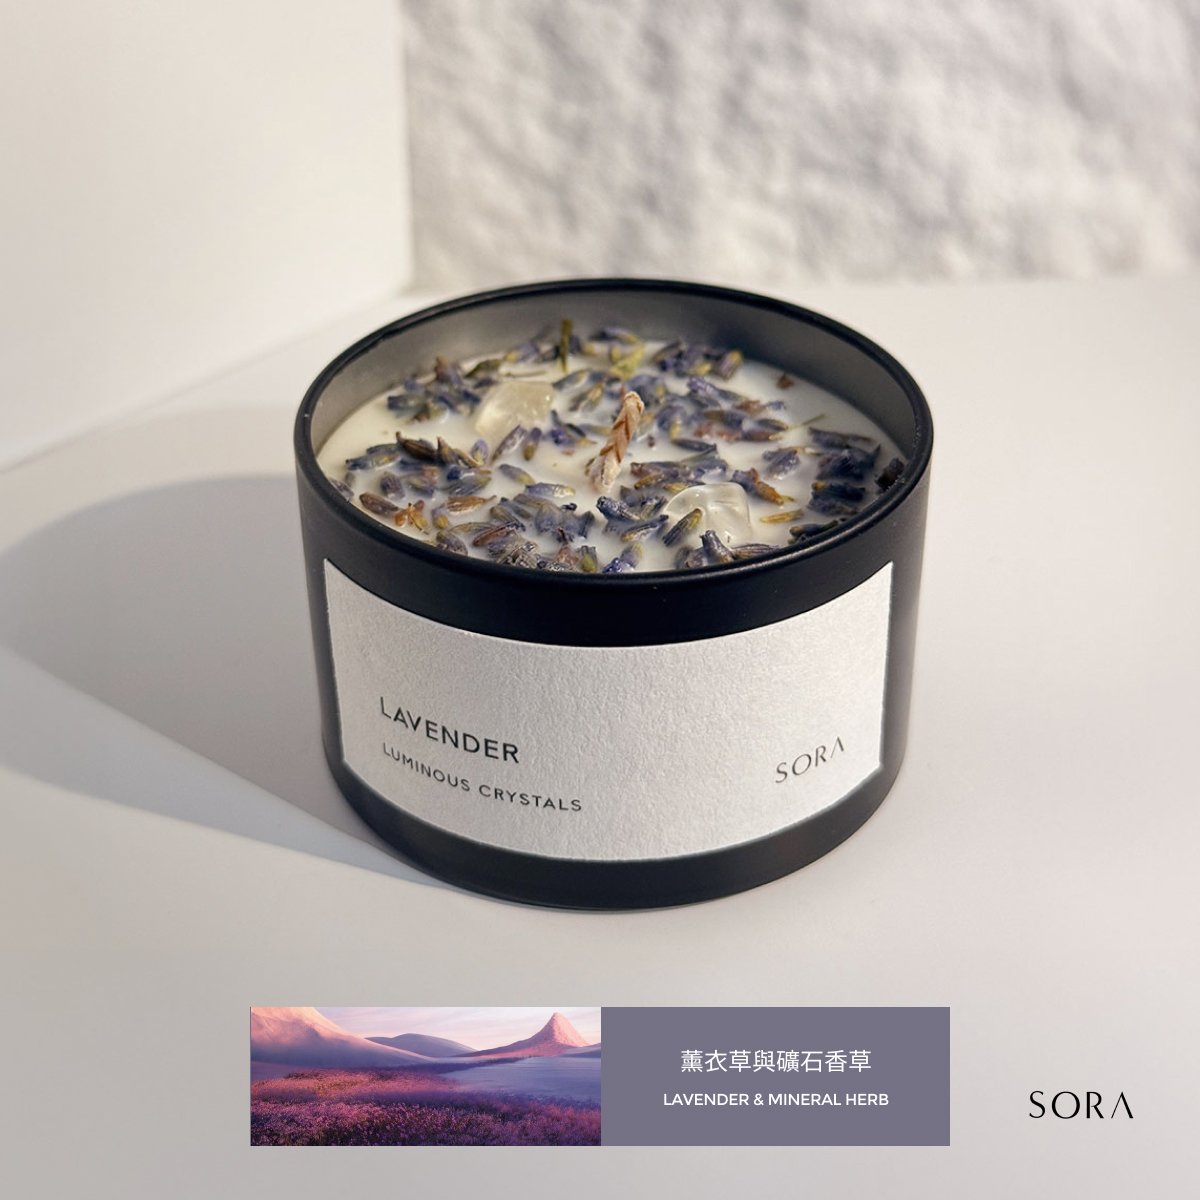 LAVENDER
LUMINOUS CRYSTALS
SORA
薰衣草與礦石香草
LAVENDER & MINERAL HERB
SORA